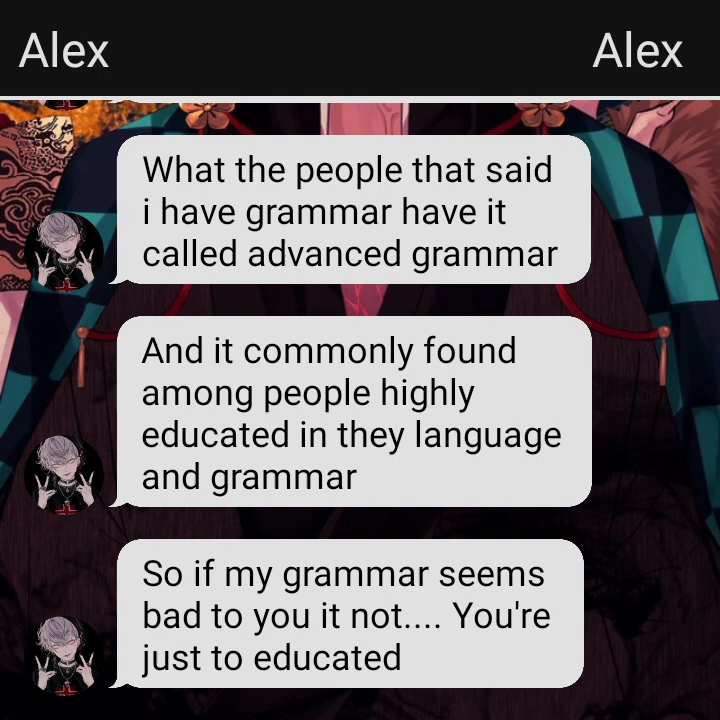 Alex Alex
What the people that said
i have grammar have it
called advanced grammar
And it commonly found
among people highly
educated in they language
and grammar
So if my grammar seems
bad to you it not.... You're
just to educated